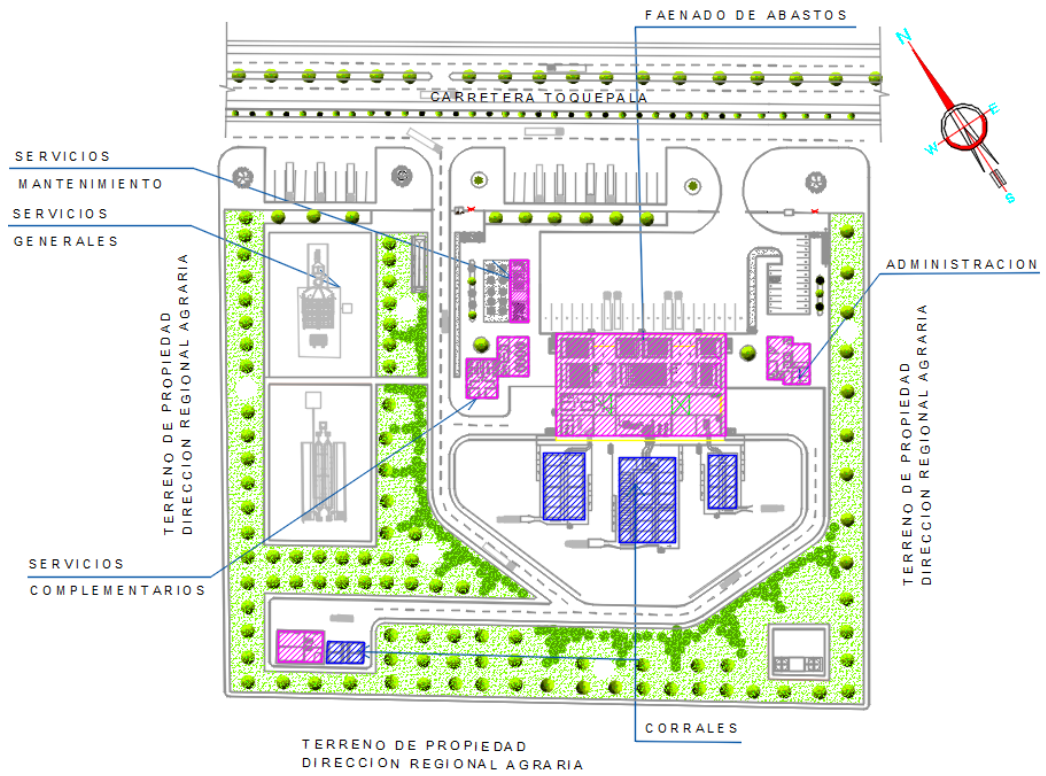 FAENADO DE ABASTOS
N
E
W
S
CARRETERA TOQUEPALA
SERVICIOS
MANTENIMIENTO
SERVICIOS
GENERALES
ADMINISTRACION
TERRENO DE PROPIEDAD
DIRECCION REGIONAL AGRARIA
TERRENO DE PROPIEDAD
DIRECCION REGIONAL AGRARIA
SERVICIOS
COMPLEMENTARIOS
CORRALES
TERRENO DE PROPIEDAD
DIRECCION REGIONAL AGRARIA